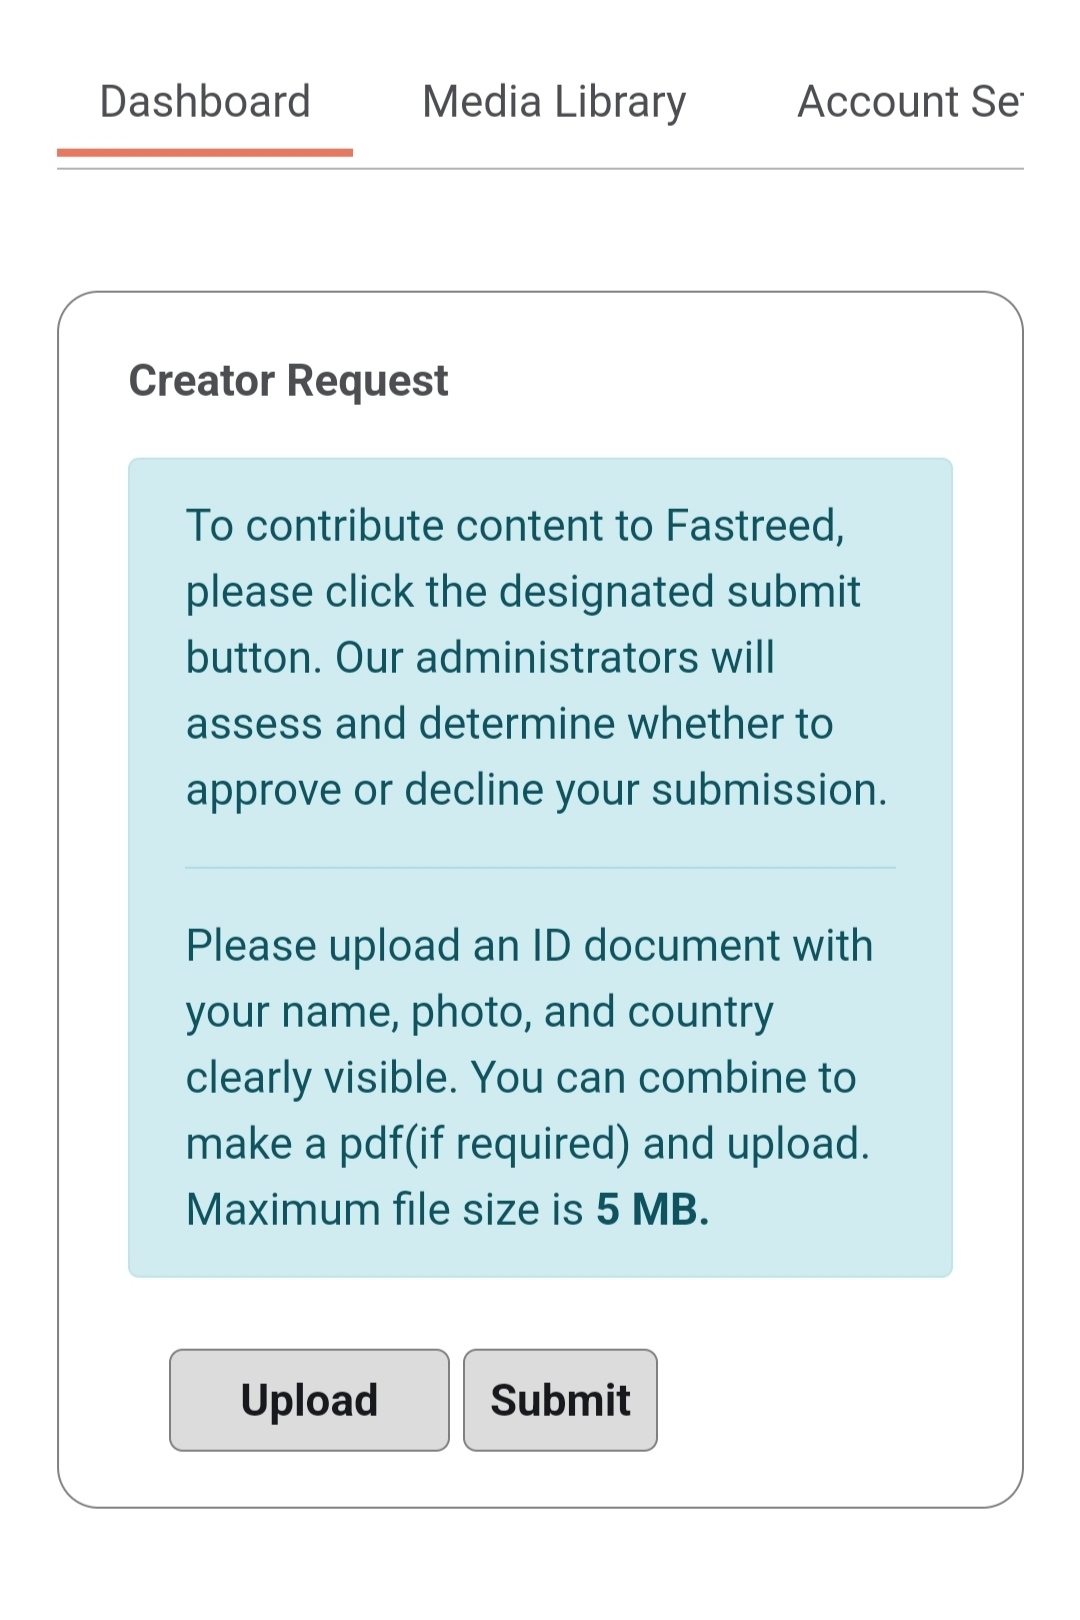 Dashboard Media Library Account Set
Creator Request
To contribute content to Fastreed,
please click the designated submit
button. Our administrators will
assess and determine whether to
approve or decline your submission.
Please upload an ID document with
your name, photo, and country
clearly visible. You can combine to
make a pdf(if required) and upload.
Maximum file size is 5 MB.
Upload Submit